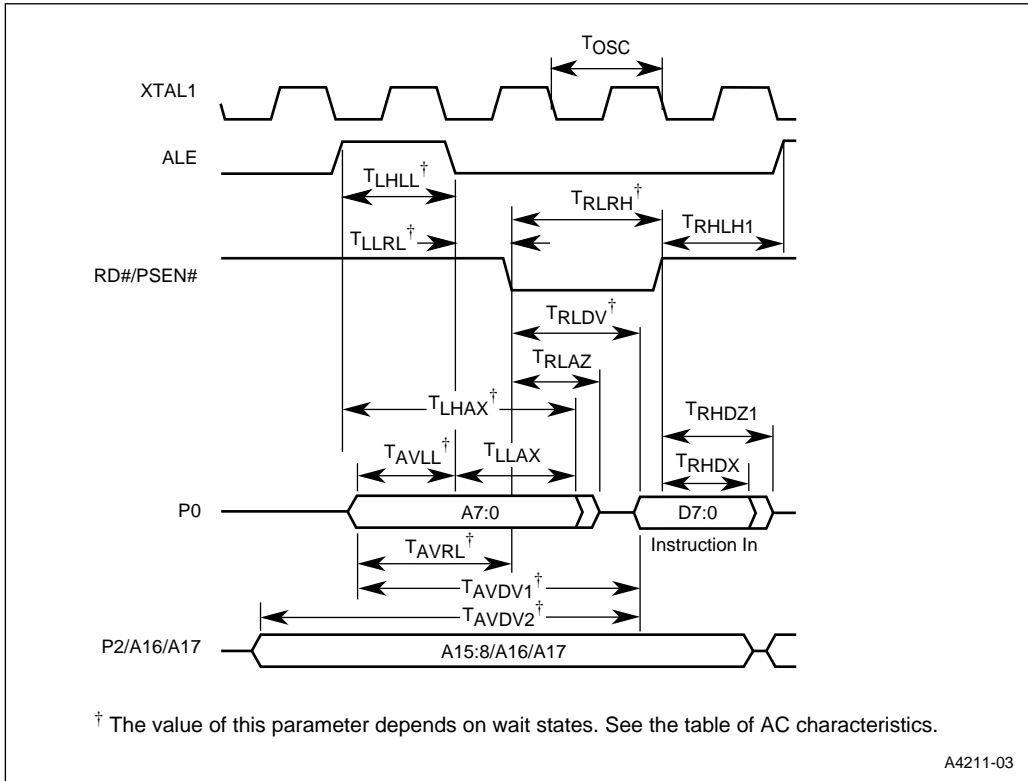 TOSC
XTAL1
ALE
TLHLL†
TRLRH†
TRHLH1
TLLRL†
RD#/PSEN#
TRLDV†
TRLAZ
TLHAX†
TRHDZ1
TAVLL†
TLLAX
TRHDX
P0
A7:0
D7:0
Instruction In
TAVRL†
TAVDV1†
TAVDV2†
P2/A16/A17
A15:8/A16/A17
† The value of this parameter depends on wait states. See the table of AC characteristics.
A4211-03